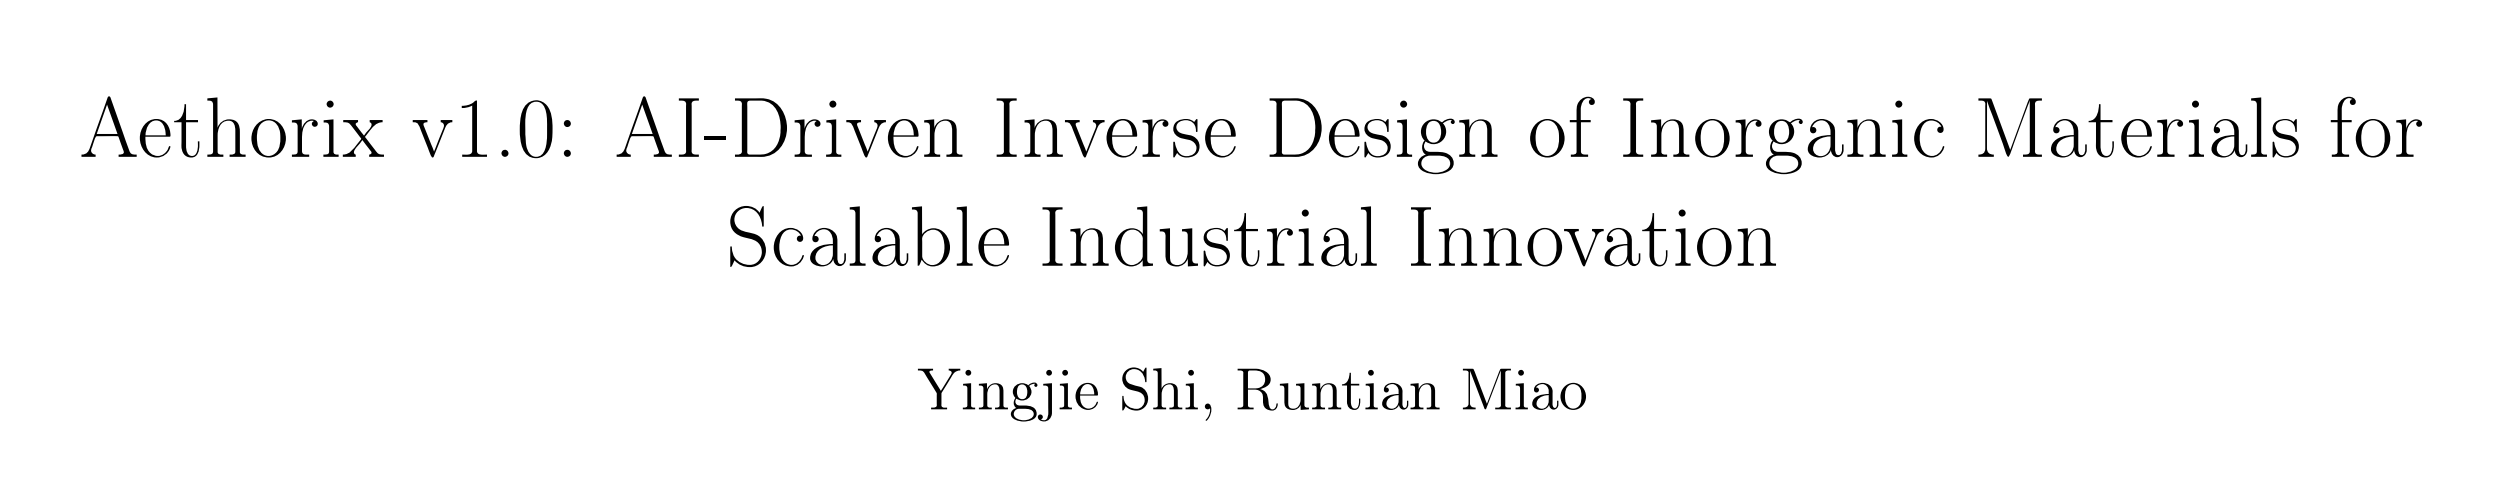 Aethorix v1.0: AI-Driven Inverse Design of Inorganic Materials for
Scalable Industrial Innovation
Yingjie Shi, Runtian Miao